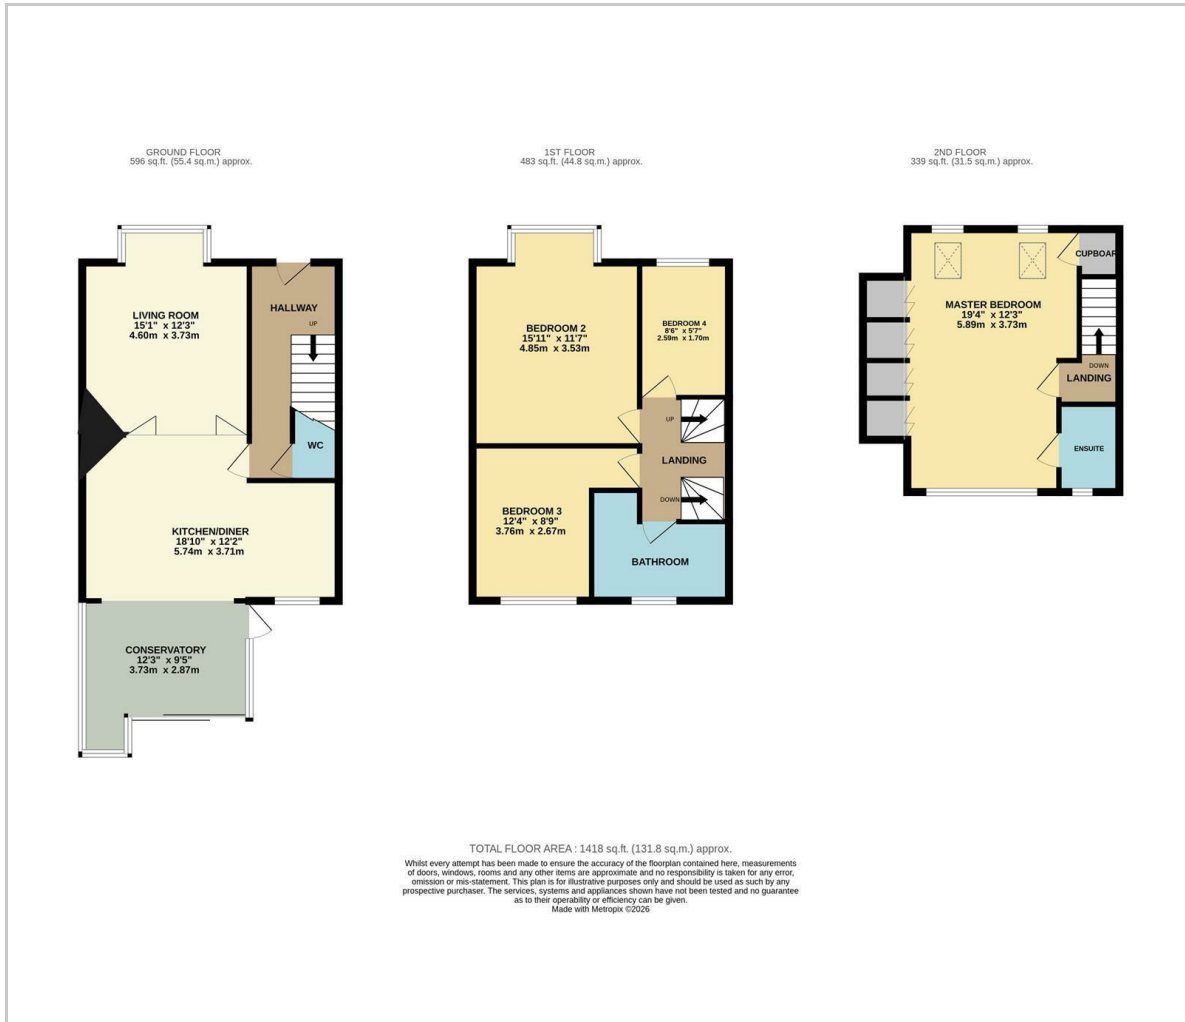 GROUND FLOOR
596 sq.ft. (55.4 sq.m.) approx.
LIVING ROOM
15'1" x 12'3"
4.60m x 3.73m
HALLWAY
UP
WC
KITCHEN/DINER
18'10" x 12'2"
5.74m x 3.71m
CONSERVATORY
12'3" x 9'5"
3.73m x 2.87m
1ST FLOOR
483 sq.ft. (44.8 sq.m.) approx.
BEDROOM 2
15'11" x 11'7"
4.85m x 3.53m
BEDROOM 4
8'6" x 5'7"
2.59m x 1.70m
UP
LANDING
DOWN
BEDROOM 3
12'4" x 8'9"
3.76m x 2.67m
BATHROOM
2ND FLOOR
339 sq.ft. (31.5 sq.m.) approx.
CUPBOAR
MASTER BEDROOM
19'4" x 12'3"
5.89m x 3.73m
DOWN
LANDING
ENSUITE
TOTAL FLOOR AREA : 1418 sq.ft. (131.8 sq.m.) approx.
Whilst every attempt has been made to ensure the accuracy of the floorplan contained here, measurements
of doors, windows, rooms and any other items are approximate and no responsibility is taken for any error,
omission or mis-statement. This plan is for illustrative purposes only and should be used as such by any
prospective purchaser. The services, systems and appliances shown have not been tested and no guarantee
as to their operability or efficiency can be given.
Made with Metropix ©2026